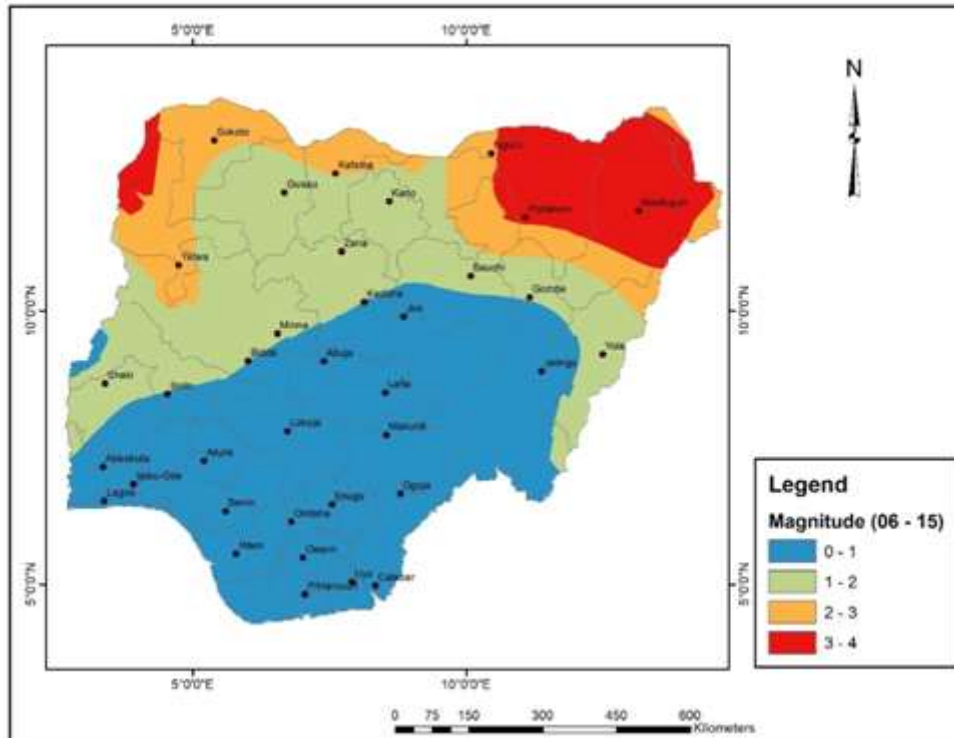 5°0'0"E 10°0'0"E
N
Sokoto
Nguru
Katsina
Gusau
Kano
Potiskum
Maiduguri
Zaria
Yelwa
Bauchi
Kaduna
Gombe
10°0'0"N 10°0'0"N
Jos
Minna
Bida
Abuja
Yola
Shaki
Ilorin
Lafia
Lokoja
Makurdi
Abeokuta
Akure
Ijebu-Ode
Lagos
Ogoja
Benin
Enugu
Onitsha
Warri
Owerri
Uyo
Calabar
5°0'0"N 5°0'0"N
5°0'0"E 10°0'0"E
Legend
Magnitude (06 - 15)
0 - 1
1 - 2
2 - 3
3 - 4
0 75 150 300 450 600
Kilometers